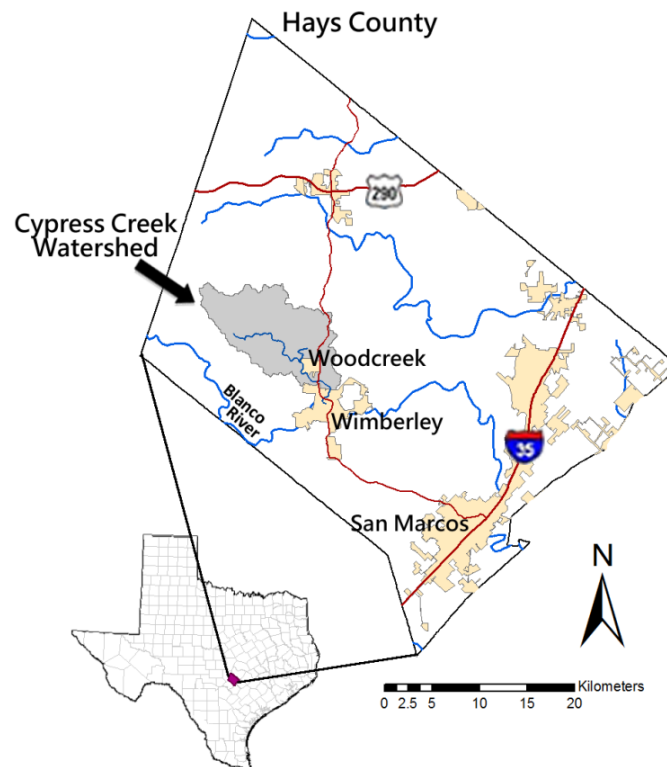 Hays County
290
Cypress Creek
Watershed
Woodcreek
Blanco
River
Wimberley
35
San Marcos
N
Kilometers
0 2.5 5 10 15 20